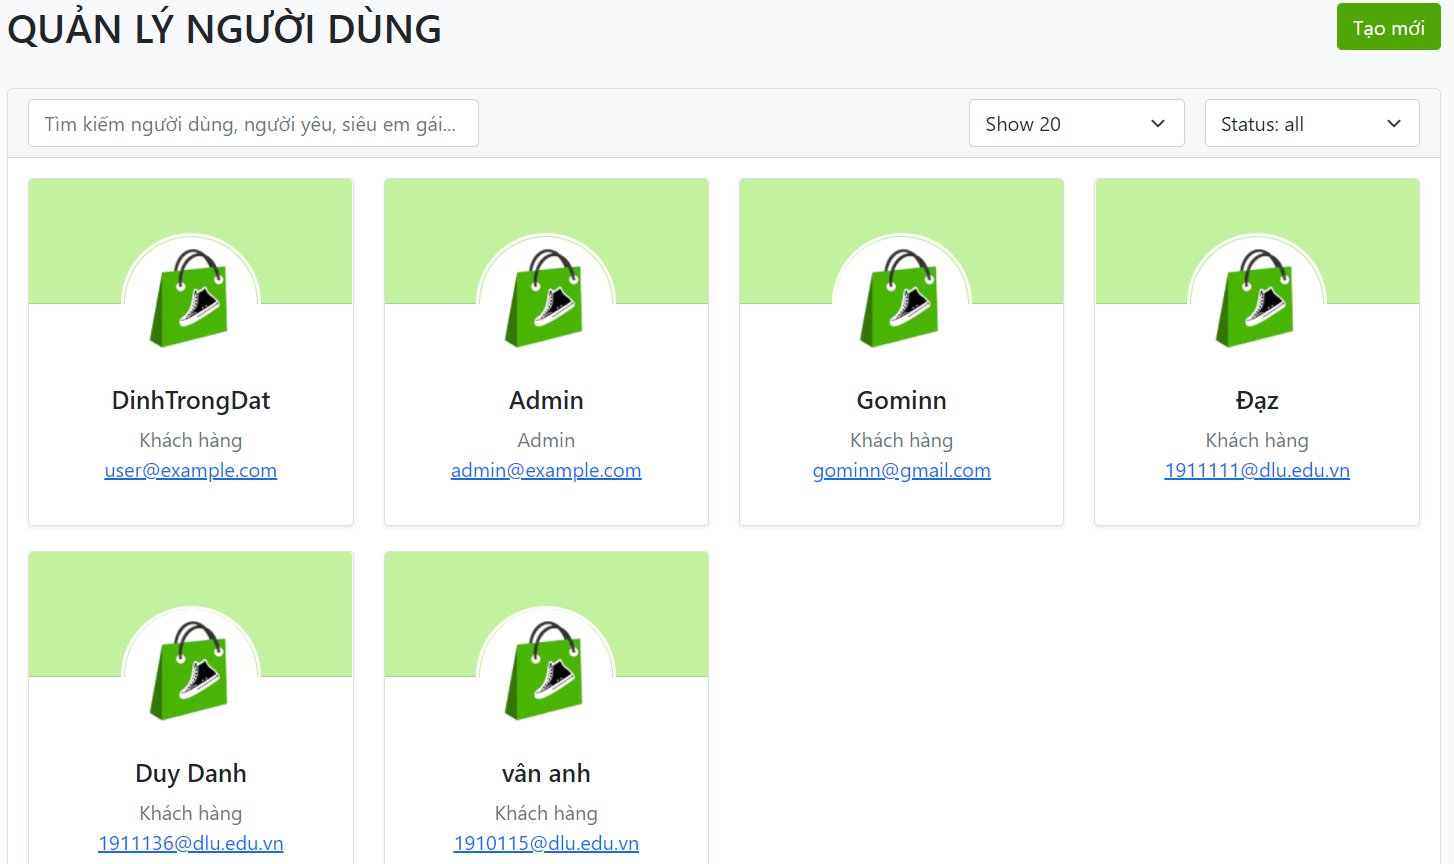 QUẢN LÝ NGƯỜI DÙNG
Tạo mới
Tìm kiếm người dùng, người yêu, siêu em gái...
Show 20
Status: all
DinhTrongDat
Khách hàng
user@example.com
Admin
Admin
admin@example.com
Gominn
Khách hàng
gominn@gmail.com
Đạz
Khách hàng
1911111@dlu.edu.vn
Duy Danh
Khách hàng
1911136@dlu.edu.vn
vân anh
Khách hàng
1910115@dlu.edu.vn